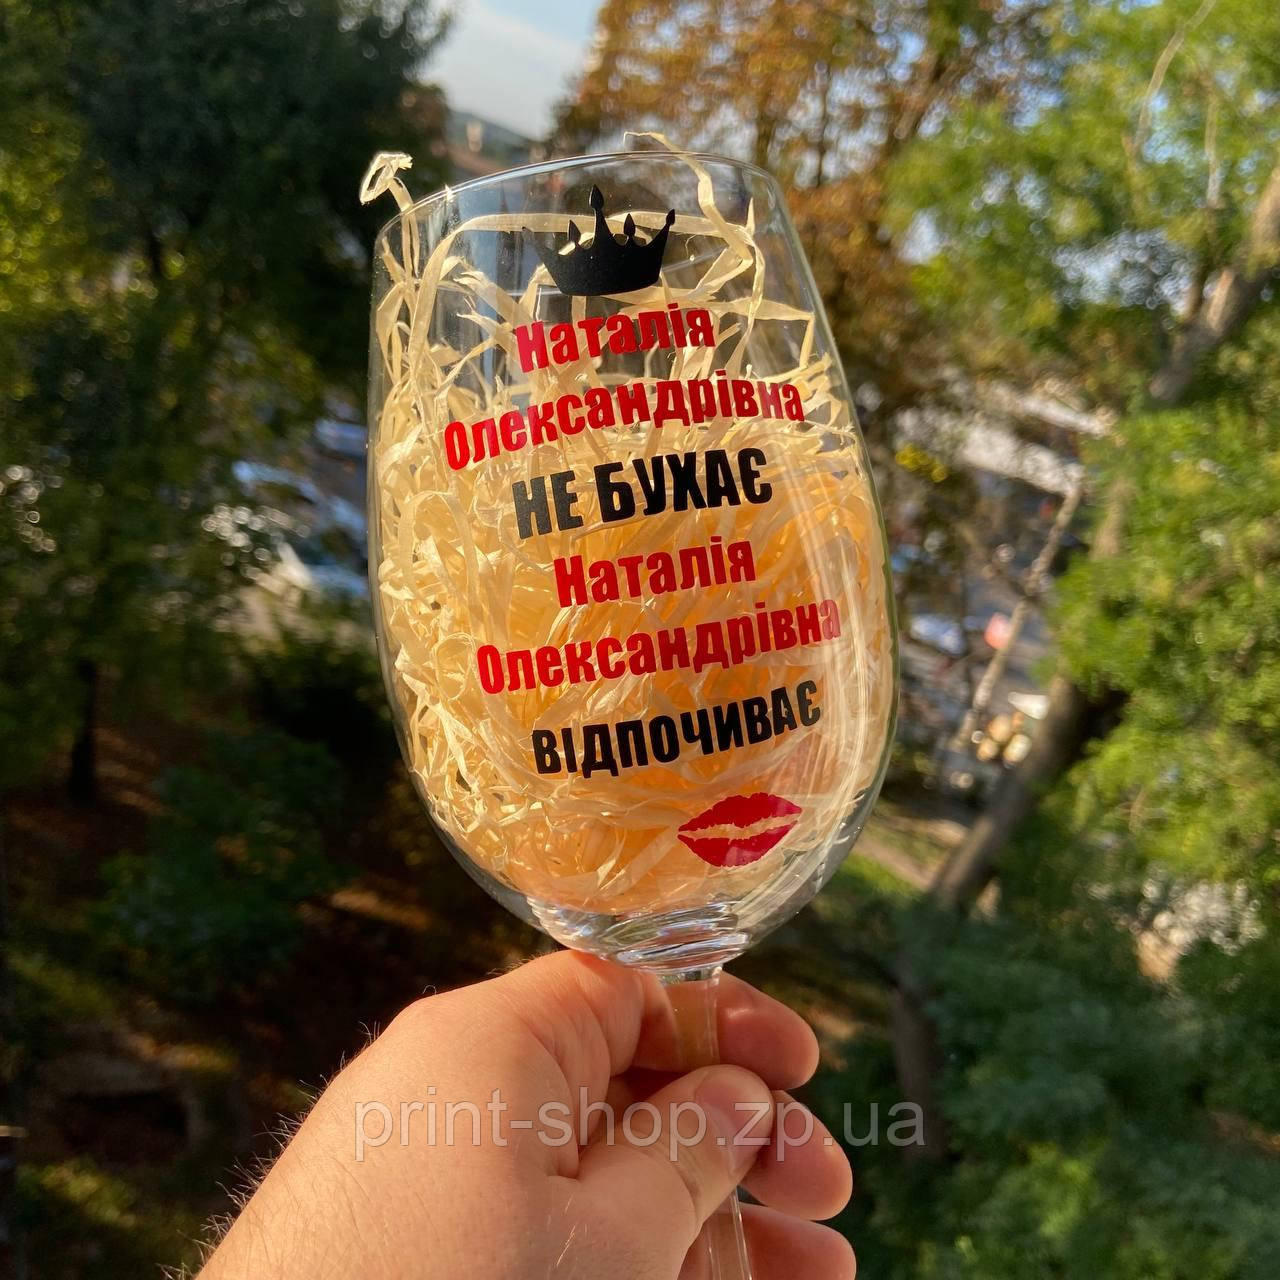 Наталія
Олександрівна
НЕ БУХАЄ
Наталія
Олександрівна
ВІДПОЧИВАЄ
print-shop.zp.ua